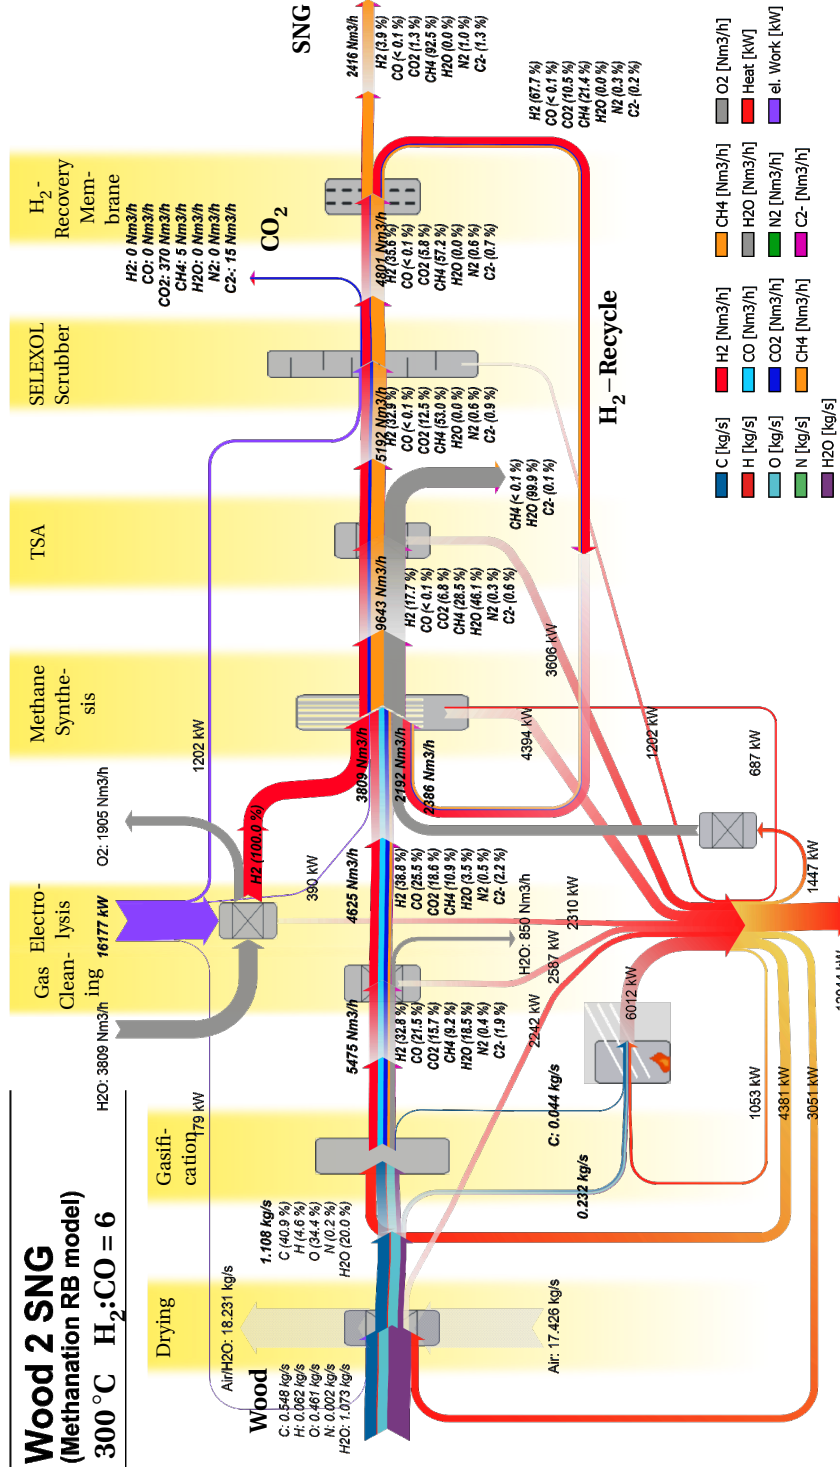 Wood 2 SNG
(Methanation RB model)
300 °C H2:CO = 6
Drying
Gasifi-
cation
Gas
Clean-
ing
Electro-
lysis
Methane
Synthe-
sis
TSA
SELEXOL
Scrubber
H2-
Recovery
Mem-
brane
Wood
C: 0.548 kg/s
H: 0.062 kg/s
O: 0.461 kg/s
N: 0.002 kg/s
H2O: 1.073 kg/s
Air/H2O: 18.231 kg/s
Air: 17.426 kg/s
179 kW
1.108 kg/s
C (40.9 %)
H (4.6 %)
O (34.4 %)
N (0.2 %)
H2O (20.0 %)
0.232 kg/s
C: 0.044 kg/s
H2O: 3809 Nm3/h
5475 Nm3/h
H2 (32.8 %)
CO (21.5 %)
CO2 (15.7 %)
CH4 (9.2 %)
H2O (18.5 %)
N2 (0.4 %)
C2- (1.9 %)
16177 kW
O2: 1905 Nm3/h
H2 (100.0 %)
390 kW
1202 kW
4625 Nm3/h
H2 (38.8 %)
CO (25.5 %)
CO2 (18.6 %)
CH4 (10.9 %)
H2O (3.5 %)
N2 (0.5 %)
C2- (2.2 %)
H2O: 850 Nm3/h
3809 Nm3/h
2192 Nm3/h
2386 Nm3/h
9643 Nm3/h
H2 (17.7 %)
CO (< 0.1 %)
CO2 (6.8 %)
CH4 (28.5 %)
H2O (46.1 %)
N2 (0.3 %)
C2- (0.6 %)
CH4 (< 0.1 %)
H2O (99.9 %)
C2- (0.1 %)
5192 Nm3/h
H2 (32.9 %)
CO (< 0.1 %)
CO2 (12.5 %)
CH4 (53.0 %)
H2O (0.0 %)
N2 (0.6 %)
C2- (0.9 %)
H2: 0 Nm3/h
CO: 0 Nm3/h
CO2: 370 Nm3/h
CH4: 5 Nm3/h
H2O: 0 Nm3/h
N2: 0 Nm3/h
C2-: 15 Nm3/h
CO2
4801 Nm3/h
H2 (35.6 %)
CO (< 0.1 %)
CO2 (5.8 %)
CH4 (57.2 %)
H2O (0.0 %)
N2 (0.6 %)
C2- (0.7 %)
SNG
2416 Nm3/h
H2 (3.9 %)
CO (< 0.1 %)
CO2 (1.3 %)
CH4 (92.5 %)
H2O (0.0 %)
N2 (1.0 %)
C2- (1.3 %)
H2 (67.7 %)
CO (< 0.1 %)
CO2 (10.5 %)
CH4 (21.4 %)
H2O (0.0 %)
N2 (0.3 %)
C2- (0.2 %)
H2–Recycle
2242 kW
2587 kW
2310 kW
4394 kW
3606 kW
1202 kW
687 kW
6012 kW
1447 kW
1053 kW
4381 kW
3051 kW
C [kg/s]
H [kg/s]
O [kg/s]
N [kg/s]
H2O [kg/s]
H2 [Nm3/h]
CO [Nm3/h]
CO2 [Nm3/h]
CH4 [Nm3/h]
CH4 [Nm3/h]
H2O [Nm3/h]
N2 [Nm3/h]
C2- [Nm3/h]
O2 [Nm3/h]
Heat [kW]
el. Work [kW]